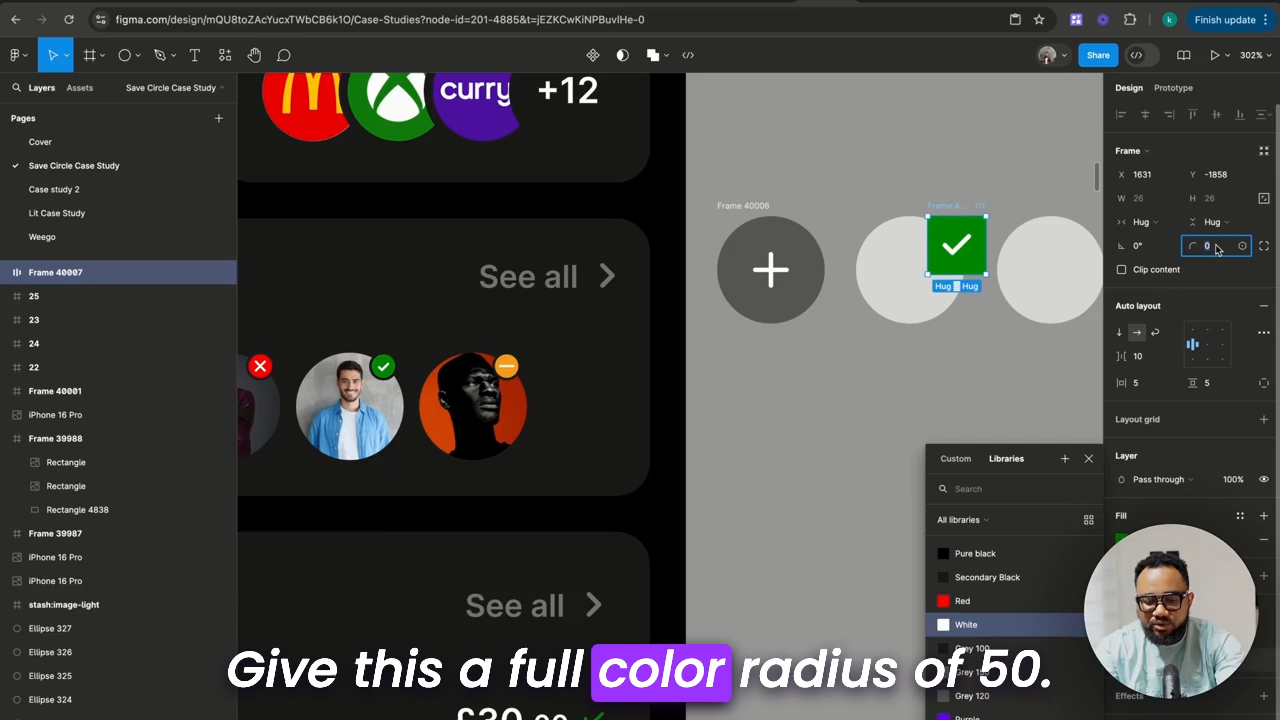 figma.com/design/mQU8toZAcYucxTWbCB6k1O/Case-Studies?node-id=201-4885&t=jEZKCwKiNPBuvIHe-0
k
Finish update
Share
302%
Layers
Assets
Save Circle Case Study
Pages
Cover
Save Circle Case Study
Case study 2
Lit Case Study
Weego
Frame 40007
25
23
24
22
Frame 40001
iPhone 16 Pro
Frame 39988
Rectangle
Rectangle
Rectangle 4838
Frame 39987
iPhone 16 Pro
iPhone 16 Pro
stash:image-light
Ellipse 327
Ellipse 326
Ellipse 325
Ellipse 324
curry
+12
See all
See all
Frame 40006
Frame 4...
Hug
Hug
Custom
Libraries
Search
All libraries
Pure black
Secondary Black
Red
White
Grey 100
Grey 120
Purple
Design
Prototype
Frame
X 1631
Y -1858
W 26
H 26
Hug
Hug
0°
0
Clip content
Auto layout
10
5
5
Layout grid
Layer
Pass through
100%
Fill
Effects
Give this a full color radius of 50.